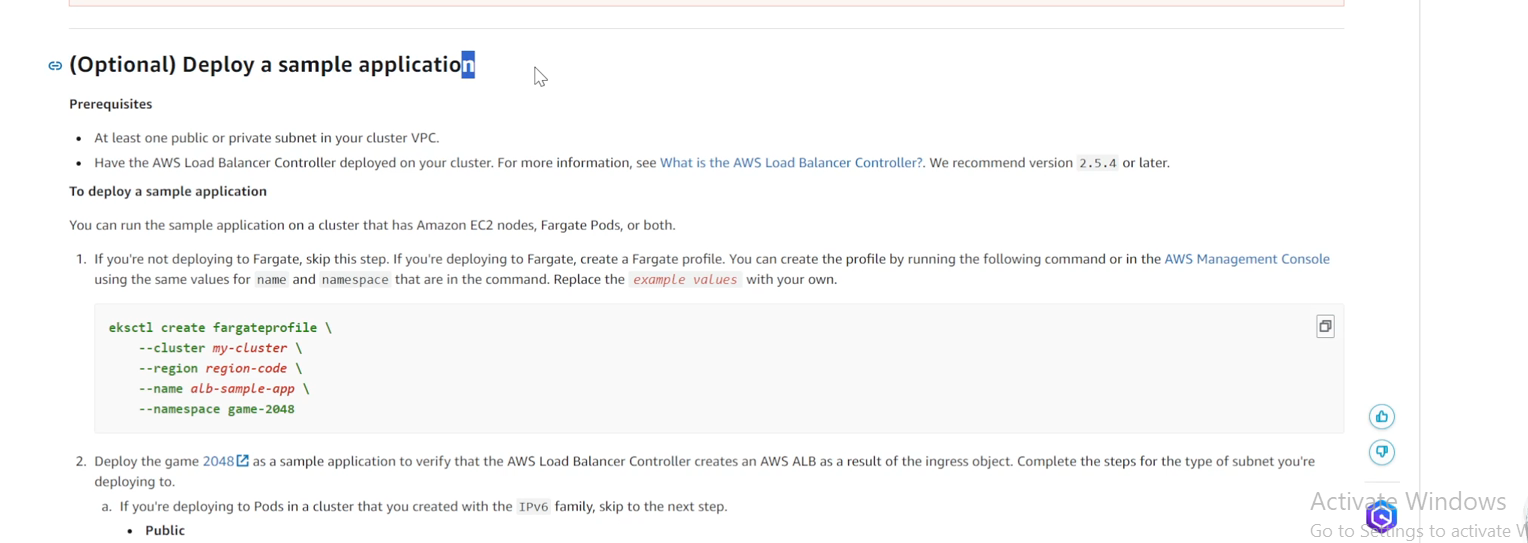 (Optional) Deploy a sample application
Prerequisites
• At least one public or private subnet in your cluster VPC.
• Have the AWS Load Balancer Controller deployed on your cluster. For more information, see What is the AWS Load Balancer Controller?. We recommend version 2.5.4 or later.
To deploy a sample application
You can run the sample application on a cluster that has Amazon EC2 nodes, Fargate Pods, or both.
1. If you're not deploying to Fargate, skip this step. If you're deploying to Fargate, create a Fargate profile. You can create the profile by running the following command or in the AWS Management Console
using the same values for name and namespace that are in the command. Replace the example values with your own.
eksctl create fargateprofile \
--cluster my-cluster \
--region region-code \
--name alb-sample-app \
--namespace game-2048
2. Deploy the game 2048 as a sample application to verify that the AWS Load Balancer Controller creates an AWS ALB as a result of the ingress object. Complete the steps for the type of subnet you're
deploying to.
a. If you're deploying to Pods in a cluster that you created with the IPv6 family, skip to the next step.
• Public
Activate Windows
Go to Settings to activate